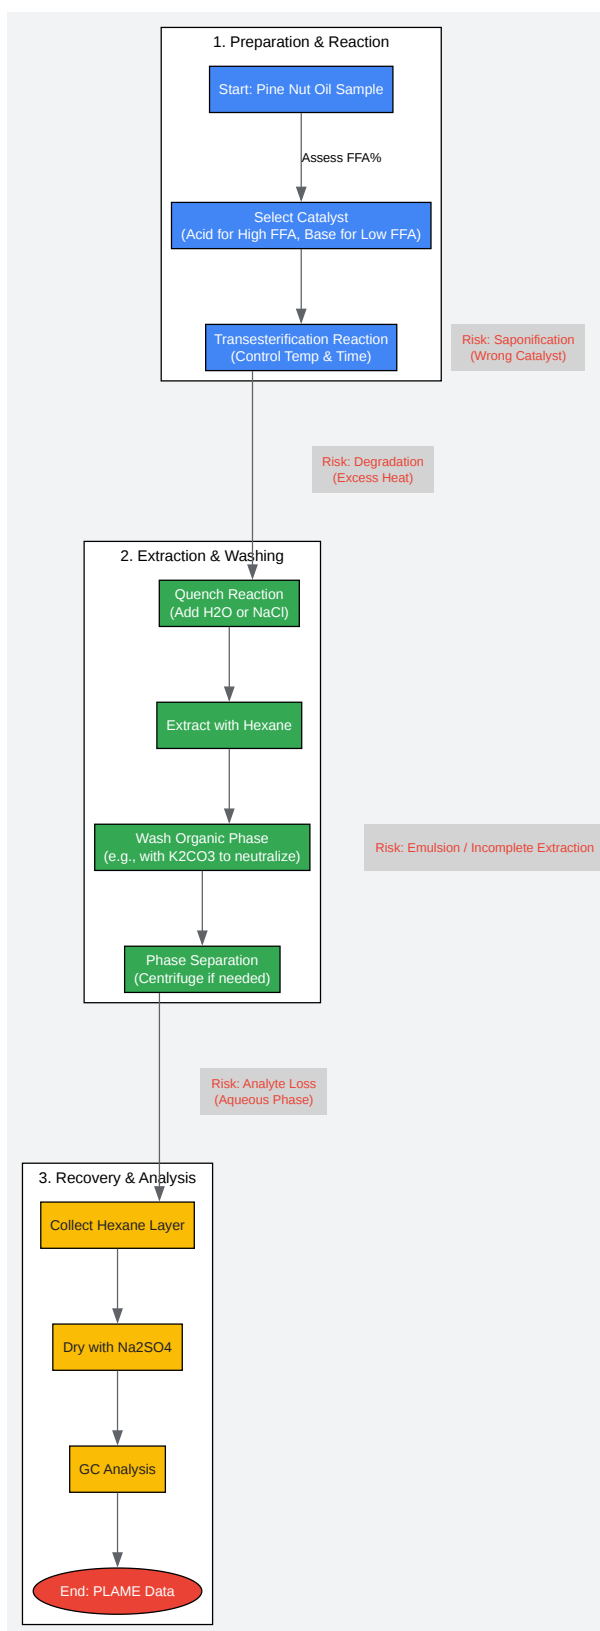 1. Preparation & Reaction
Start: Pine Nut Oil Sample
Assess FFA%
Select Catalyst
(Acid for High FFA, Base for Low FFA)
Transesterification Reaction
(Control Temp & Time)
Risk: Saponification
(Wrong Catalyst)
Risk: Degradation
(Excess Heat)
2. Extraction & Washing
Quench Reaction
(Add H2O or NaCl)
Extract with Hexane
Wash Organic Phase
(e.g., with K2CO3 to neutralize)
Risk: Emulsion / Incomplete Extraction
Phase Separation
(Centrifuge if needed)
Risk: Analyte Loss
(Aqueous Phase)
3. Recovery & Analysis
Collect Hexane Layer
Dry with Na2SO4
GC Analysis
End: PLAME Data